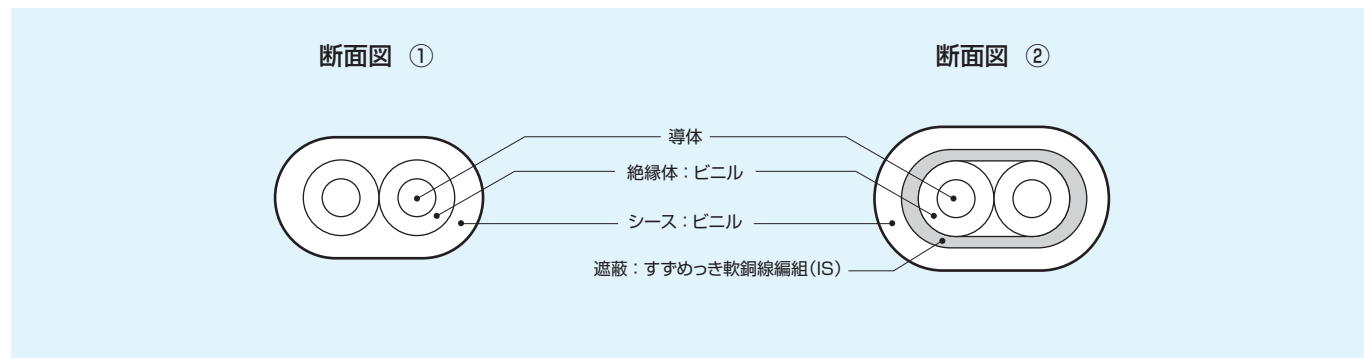 断面図 ①
断面図 ②
導体
絶縁体：ビニル
シース：ビニル
遮蔽：すずめっき軟銅線編組（IS）